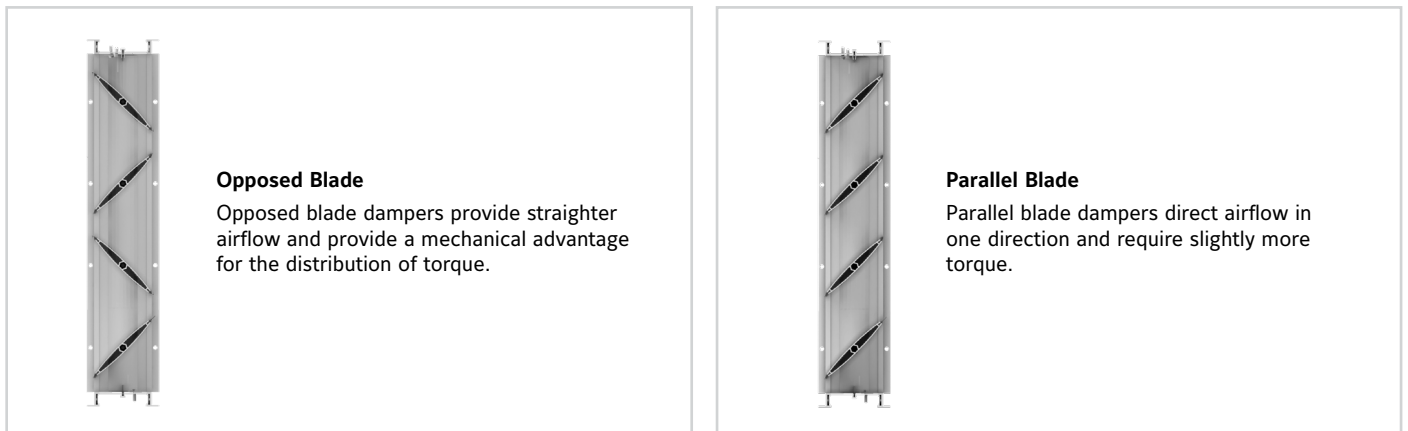 Opposed Blade
Opposed blade dampers provide straighter
airflow and provide a mechanical advantage
for the distribution of torque.
Parallel Blade
Parallel blade dampers direct airflow in
one direction and require slightly more
torque.